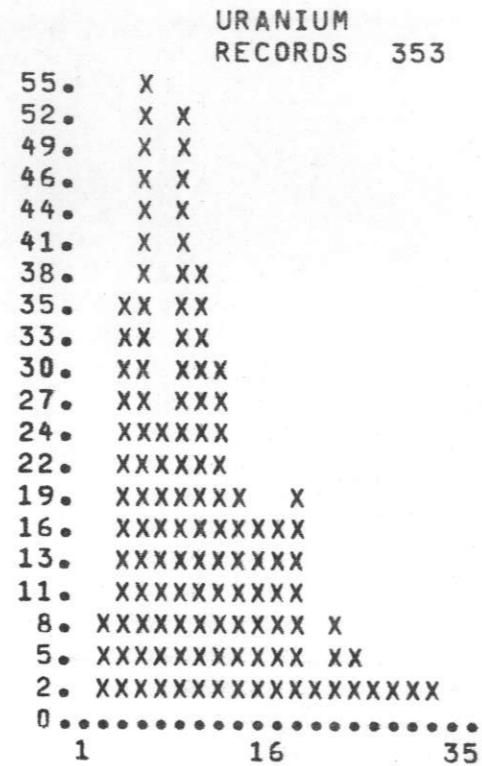 URANIUM
RECORDS 353
55. X
52. X X
49. X X
46. X X
44. X X
41. X X
38. X XX
35. XX XX
33. XX XX
30. XX XXX
27. XX XXX
24. XXXXXX
22. XXXXXX
19. XXXXXXX X
16. XXXXXXXXXX
13. XXXXXXXXXX
11. XXXXXXXXXX
8. XXXXXXXXXXX X
5. XXXXXXXXXXX XX
2. XXXXXXXXXXXXXXXXXX
0......................
1 16 35